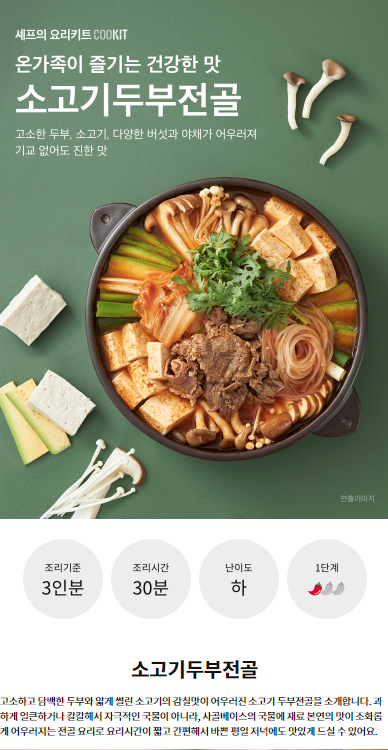 셰프의 요리키트 COOKIT
온가족이 즐기는 건강한 맛
소고기두부전골
고소한 두부, 소고기, 다양한 버섯과 야채가 어우러져
기교 없어도 진한 맛
연출이미지
조리기준 조리시간 난이도 1단계
3인분 30분 하
소고기두부전골
고소하고 담백한 두부와 얇게 썰린 소고기의 감칠맛이 어우러진 소고기 두부전골을 소개합니다. 과
하게 얼큰하거나 칼칼해서 자극적인 국물이 아니라, 사골베이스의 국물에 재료 본연의 맛이 조화롭
게 어우러지는 전골 요리로 요리시간이 짧고 간편해서 바쁜 평일 저녁에도 맛있게 드실 수 있어요.